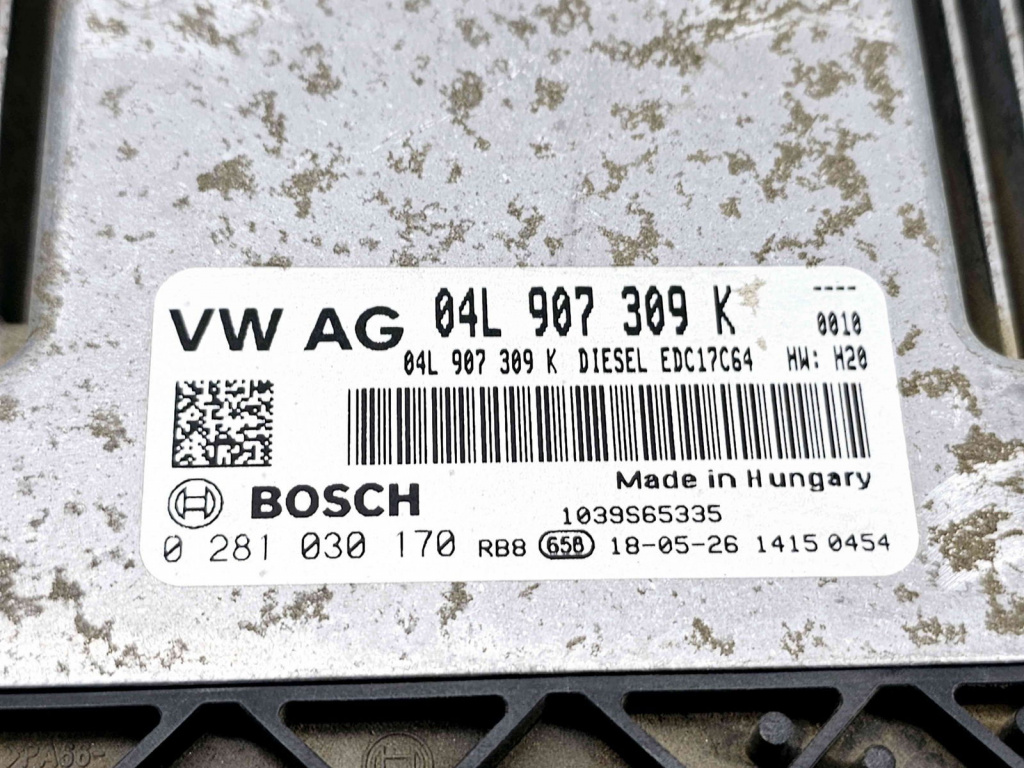 VW AG 04L 907 309 K ----
0010
04L 907 309 K DIESEL EDC17C64 HW: H20
Made in Hungary
BOSCH
1039S65335
0 281 030 170 RB8 658 18-05-26 1415 0454
PA66-